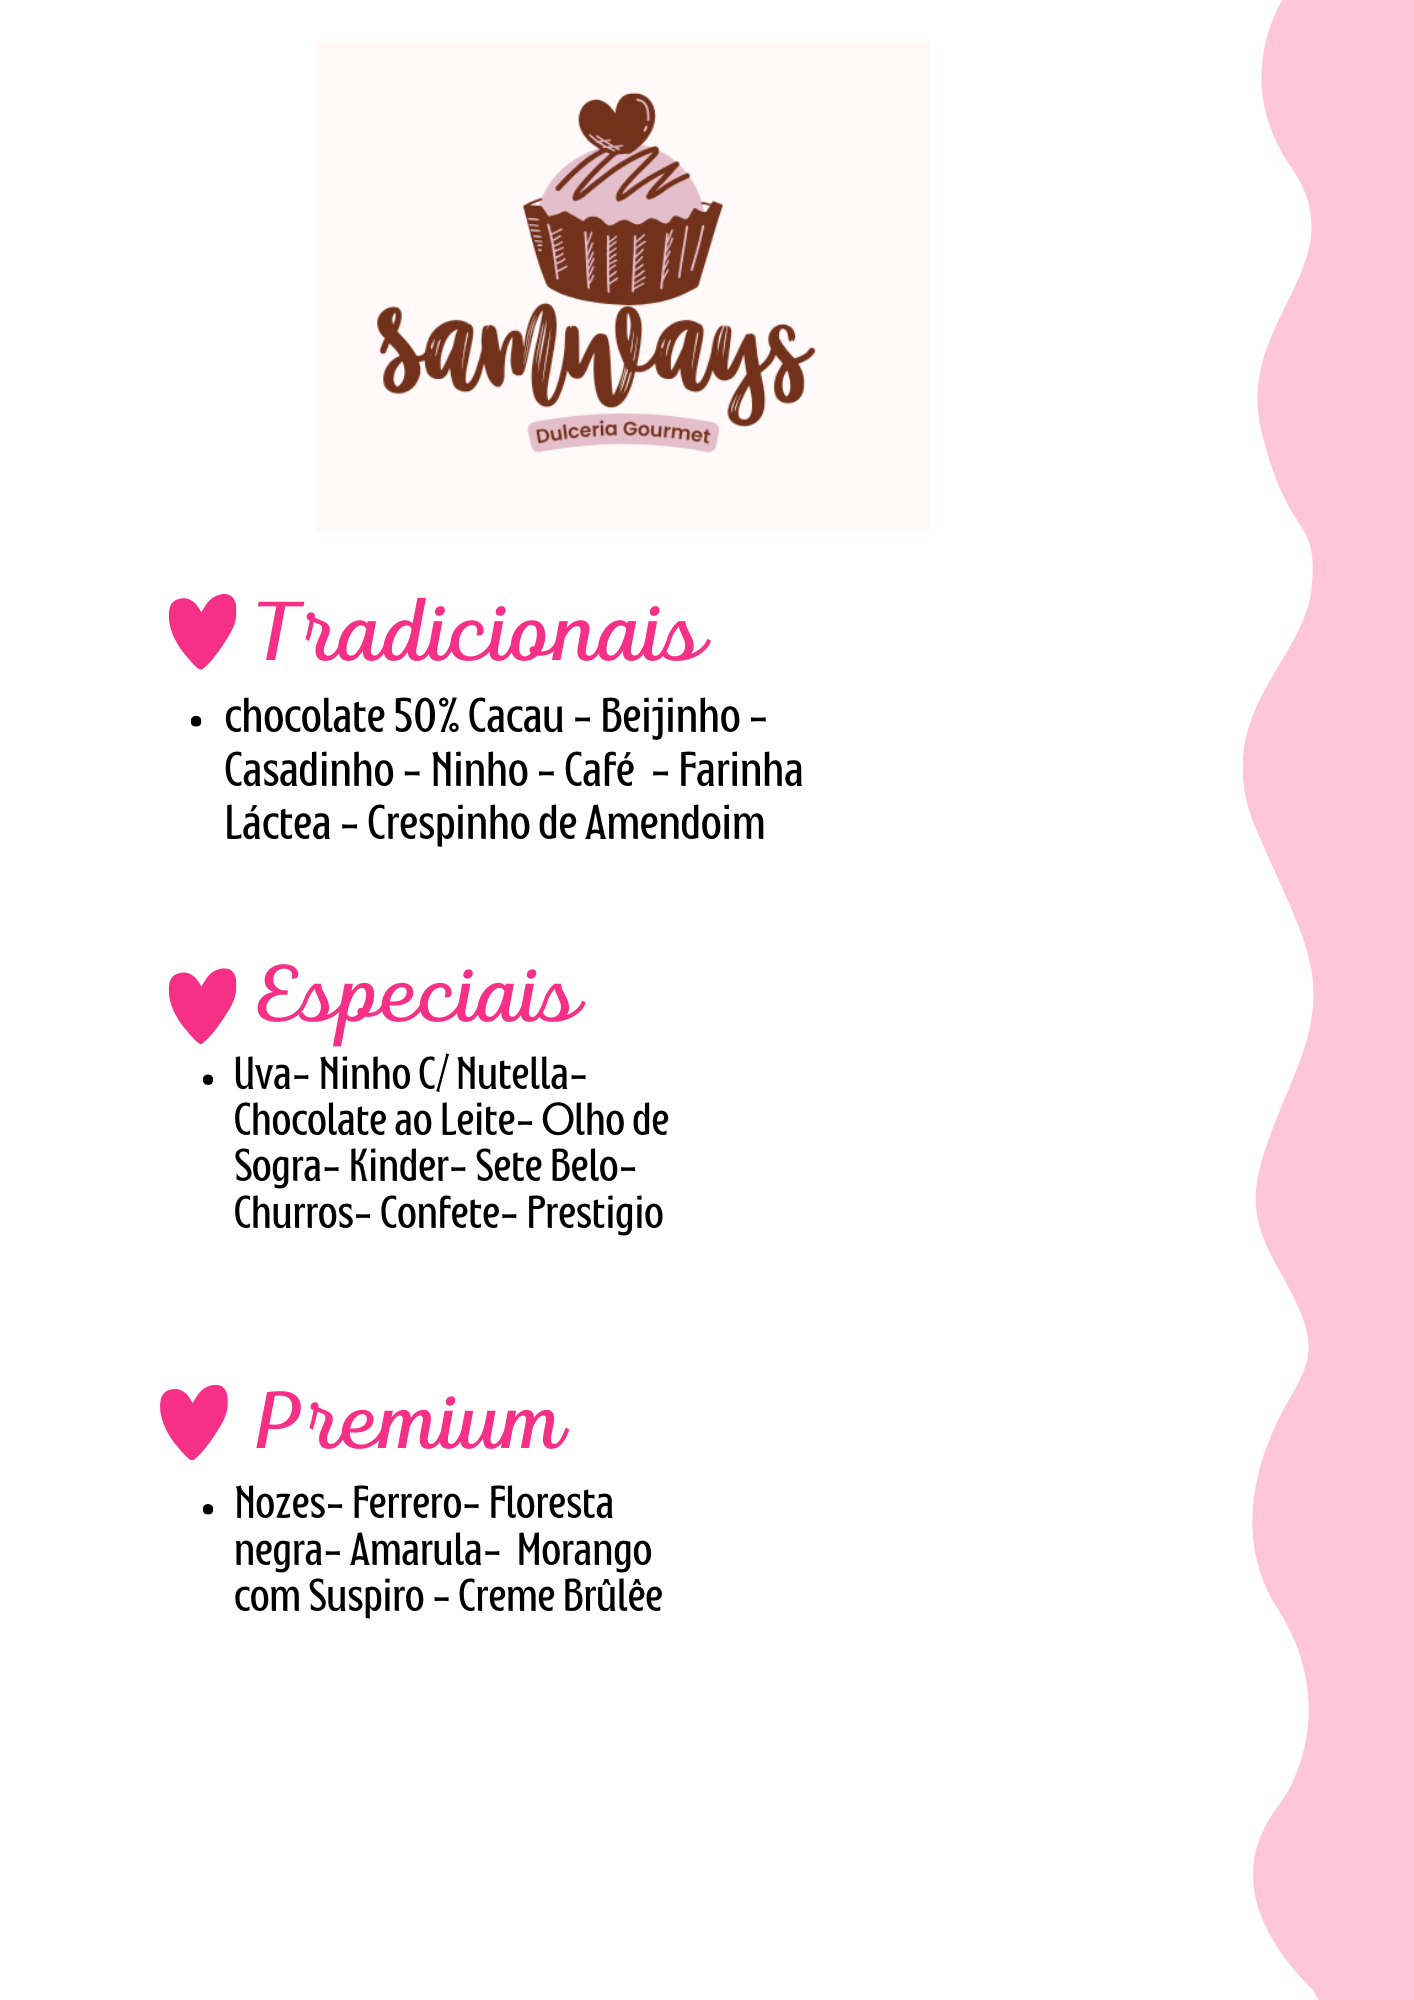 samways
Dulceria Gourmet
Tradicionais
• chocolate 50% Cacau - Beijinho -
Casadinho - Ninho - Café - Farinha
Láctea - Crespinho de Amendoim
Especiais
• Uva- Ninho C/ Nutella-
Chocolate ao Leite- Olho de
Sogra- Kinder- Sete Belo-
Churros- Confete- Prestigio
Premium
• Nozes- Ferrero- Floresta
negra- Amarula- Morango
com Suspiro - Creme Brûlêe